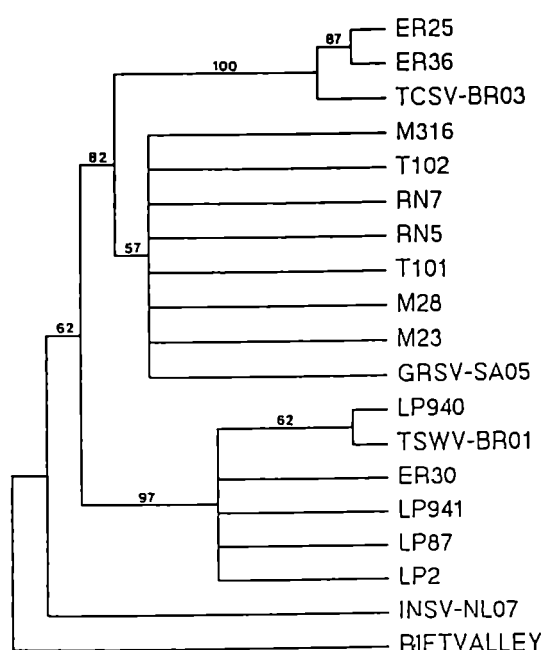 ER25
87
ER36
100
TCSV-BR03
M316
82
T102
RN7
RN5
57
T101
M28
62
M23
GRSV-SA05
LP940
62
TSWV-BR01
ER30
97
LP941
LP87
LP2
INSV-NL07
RIFTVALLEY